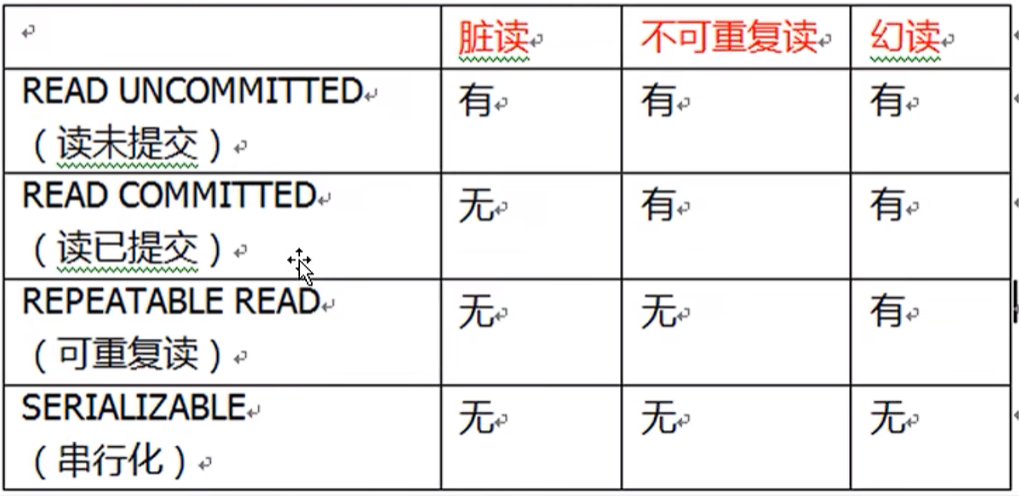 脏读 不可重复读 幻读
READ UNCOMMITTED 有 有 有
（读未提交）
READ COMMITTED 无 有 有
（读已提交）
REPEATABLE READ 无 无 有
（可重复读）
SERIALIZABLE 无 无 无
（串行化）